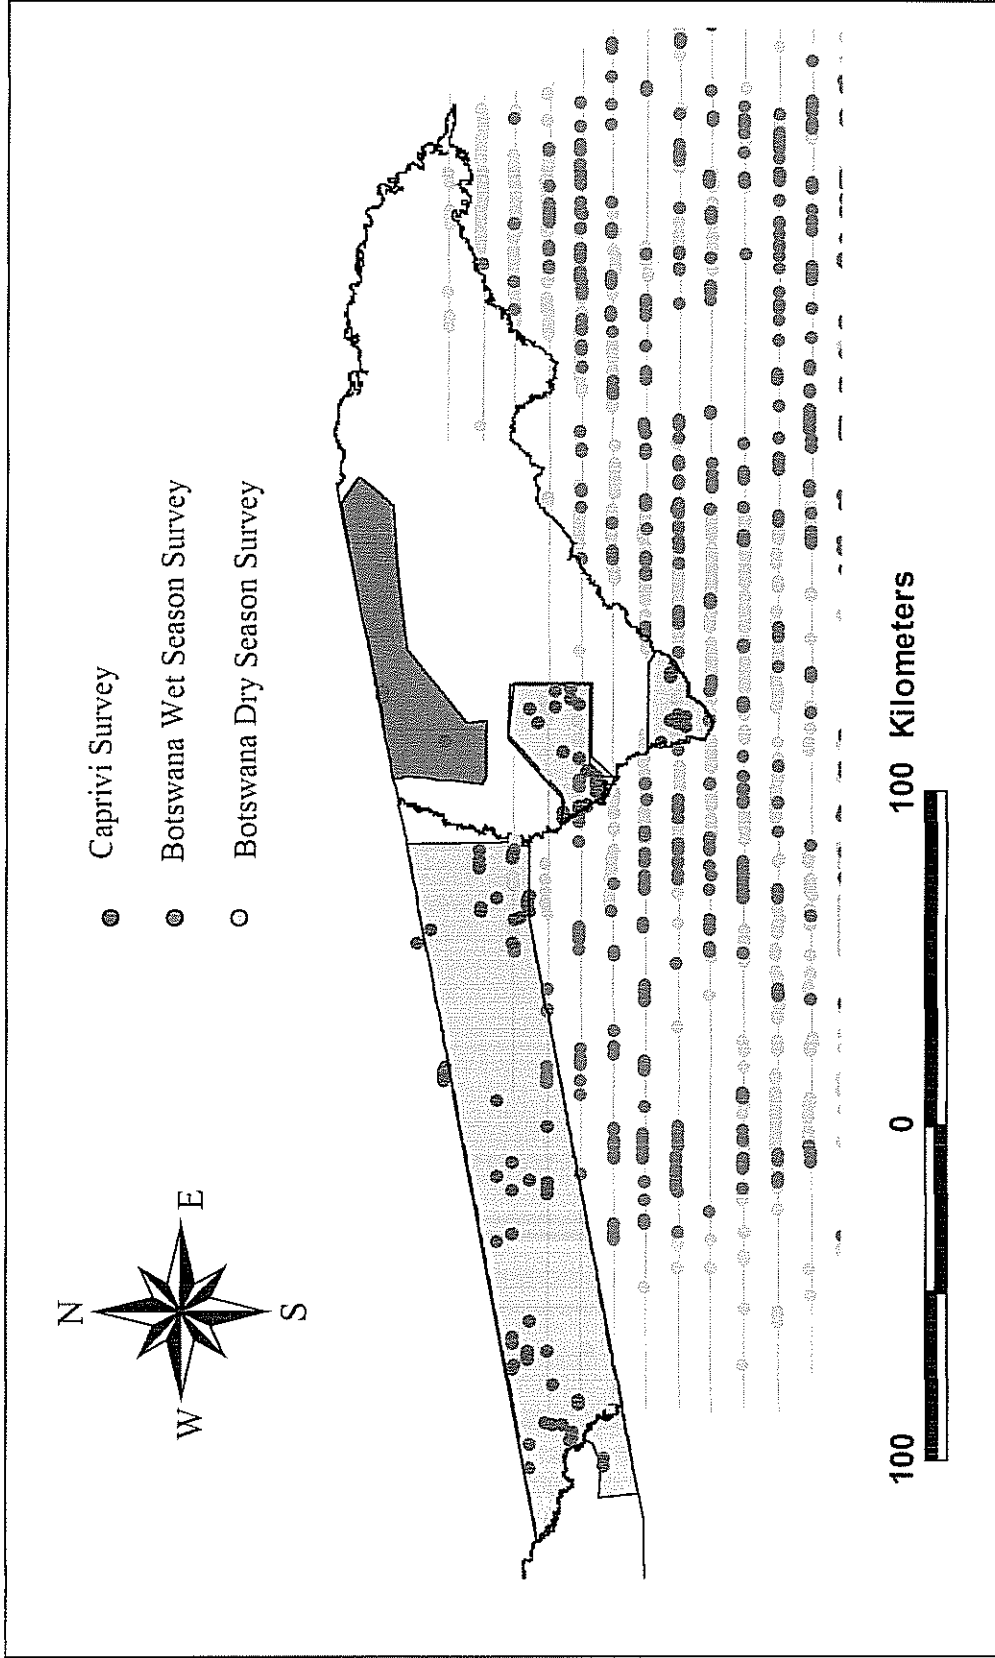 N
W
E
S
Caprivi Survey
Botswana Wet Season Survey
Botswana Dry Season Survey
100 0 100 Kilometers